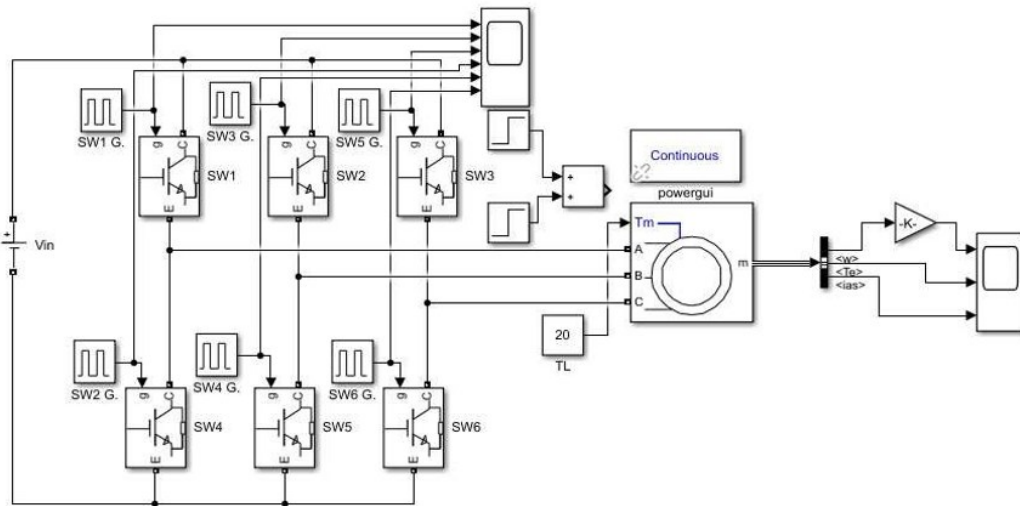 SW1 G.
SW3 G.
SW5 G.
g
C
E
SW1
g
C
E
SW2
g
C
E
SW3
+
+
Continuous
powergui
Tm
A
B
C
m
-K-
<w>
<Te>
<ias>
+
Vin
20
TL
SW2 G.
SW4 G.
SW6 G.
g
C
E
SW4
g
C
E
SW5
g
C
E
SW6